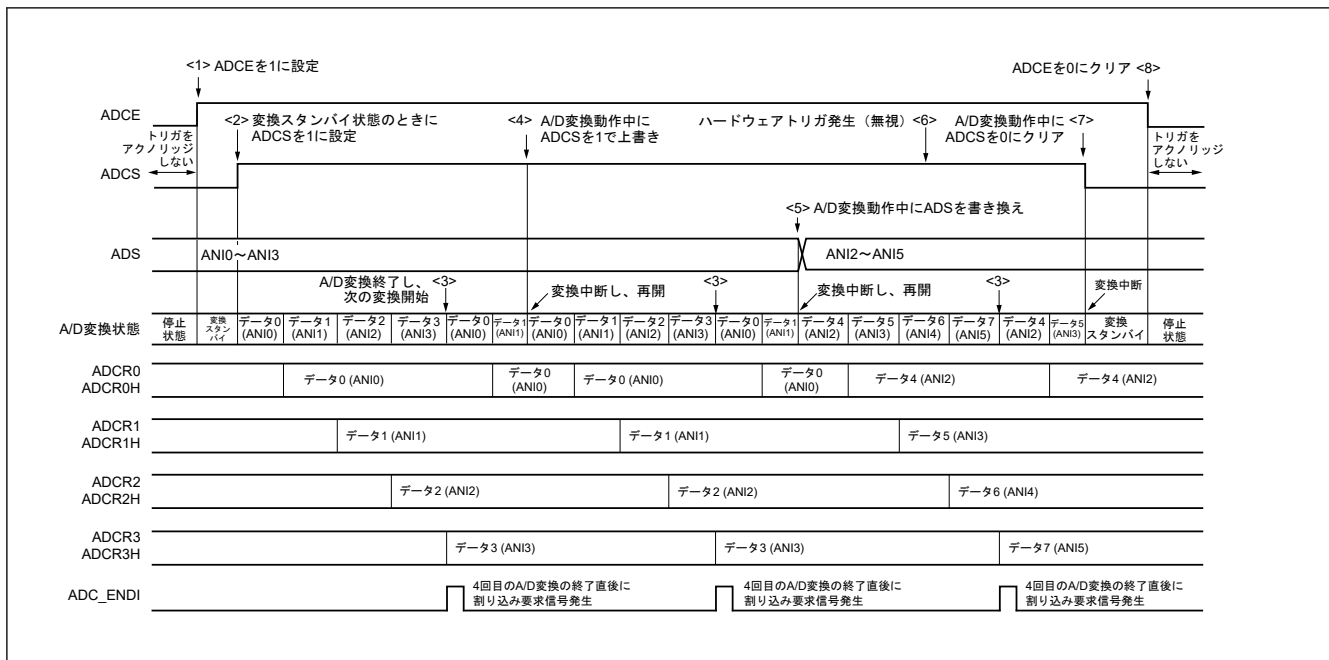 <1> ADCEを1に設定
ADCEを0にクリア <8>
ADCE
<2> 変換スタンバイ状態のときに
ADCSを1に設定
<4> A/D変換動作中に
ADCSを1で上書き
ハードウェアトリガ発生（無視） <6>
A/D変換動作中に <7>
ADCSを0にクリア
トリガを
アクノリッジ
しない
トリガを
アクノリッジ
しない
ADCS
<5> A/D変換動作中にADSを書き換え
ADS
ANI0～ANI3
ANI2～ANI5
A/D変換終了し、 <3>
次の変換開始
変換中断し、再開
<3>
変換中断し、再開
<3>
変換中断
A/D変換状態
停止
状態
変換
スタン
バイ
データ0
(ANI0)
データ1
(ANI1)
データ2
(ANI2)
データ3
(ANI3)
データ0
(ANI0)
データ1
(ANI1)
データ0
(ANI0)
データ1
(ANI1)
データ2
(ANI2)
データ3
(ANI3)
データ0
(ANI0)
データ1
(ANI1)
データ4
(ANI2)
データ5
(ANI3)
データ6
(ANI4)
データ7
(ANI5)
データ4
(ANI2)
データ5
(ANI3)
変換
スタンバイ
停止
状態
ADCR0
ADCR0H
データ0 (ANI0)
データ0
(ANI0)
データ0 (ANI0)
データ0
(ANI0)
データ4 (ANI2)
データ4 (ANI2)
ADCR1
ADCR1H
データ1 (ANI1)
データ1 (ANI1)
データ5 (ANI3)
ADCR2
ADCR2H
データ2 (ANI2)
データ2 (ANI2)
データ6 (ANI4)
ADCR3
ADCR3H
データ3 (ANI3)
データ3 (ANI3)
データ7 (ANI5)
ADC_ENDI
4回目のA/D変換の終了直後に
割り込み要求信号発生
4回目のA/D変換の終了直後に
割り込み要求信号発生
4回目のA/D変換の終了直後に
割り込み要求信号発生